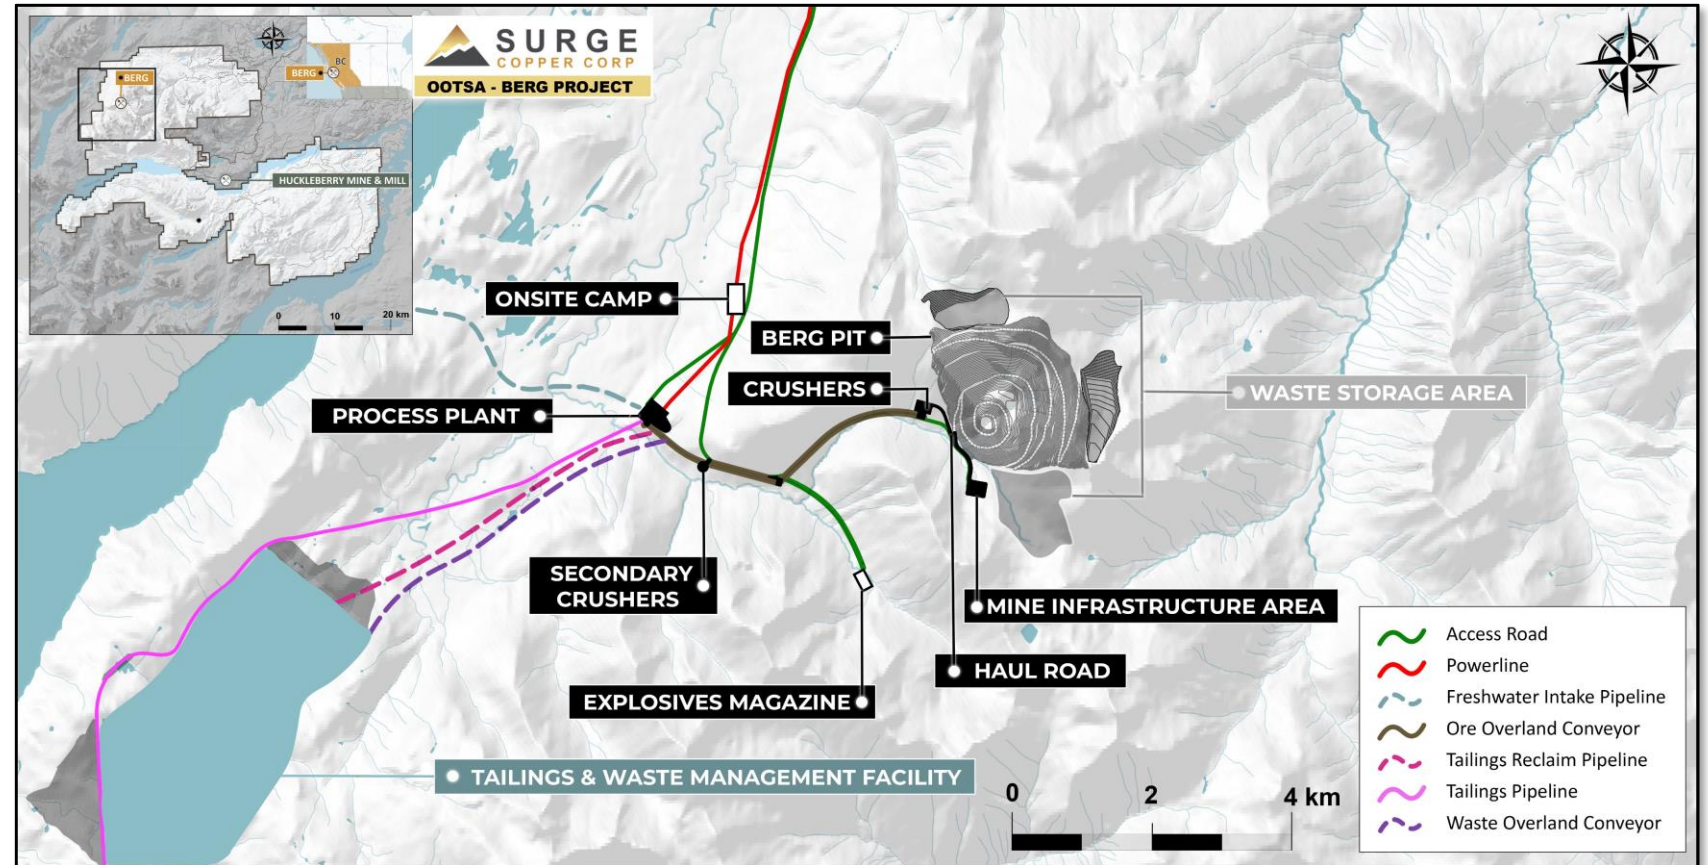 SURGE
COPPER CORP
OOTSA - BERG PROJECT
BERG
BC
BERG
HUCKLEBERRY MINE & MILL
0 10 20 km
ONSITE CAMP
BERG PIT
CRUSHERS
WASTE STORAGE AREA
PROCESS PLANT
SECONDARY
CRUSHERS
MINE INFRASTRUCTURE AREA
HAUL ROAD
EXPLOSIVES MAGAZINE
TAILINGS & WASTE MANAGEMENT FACILITY
0 2 4 km
Access Road
Powerline
Freshwater Intake Pipeline
Ore Overland Conveyor
Tailings Reclaim Pipeline
Tailings Pipeline
Waste Overland Conveyor